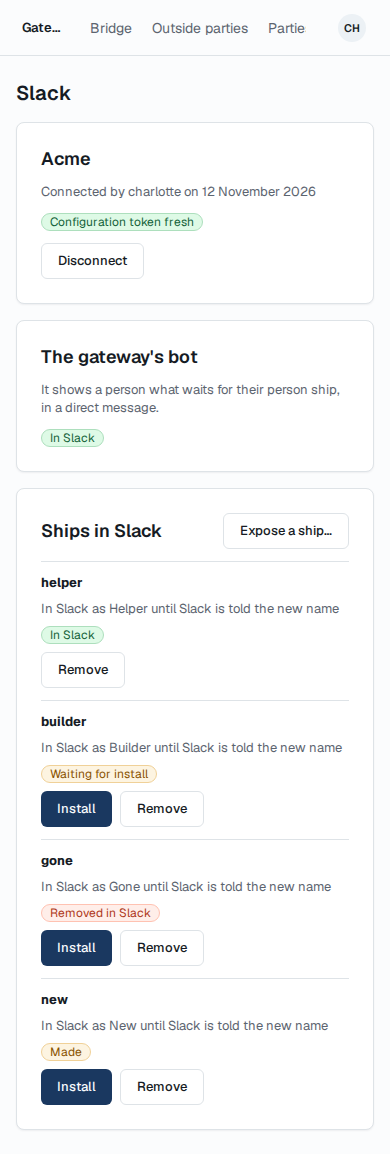 Gate... Bridge Outside parties Partie CH
Slack
Acme
Connected by charlotte on 12 November 2026
Configuration token fresh
Disconnect
The gateway's bot
It shows a person what waits for their person ship,
in a direct message.
In Slack
Ships in Slack Expose a ship...
helper
In Slack as Helper until Slack is told the new name
In Slack
Remove
builder
In Slack as Builder until Slack is told the new name
Waiting for install
Install Remove
gone
In Slack as Gone until Slack is told the new name
Removed in Slack
Install Remove
new
In Slack as New until Slack is told the new name
Made
Install Remove